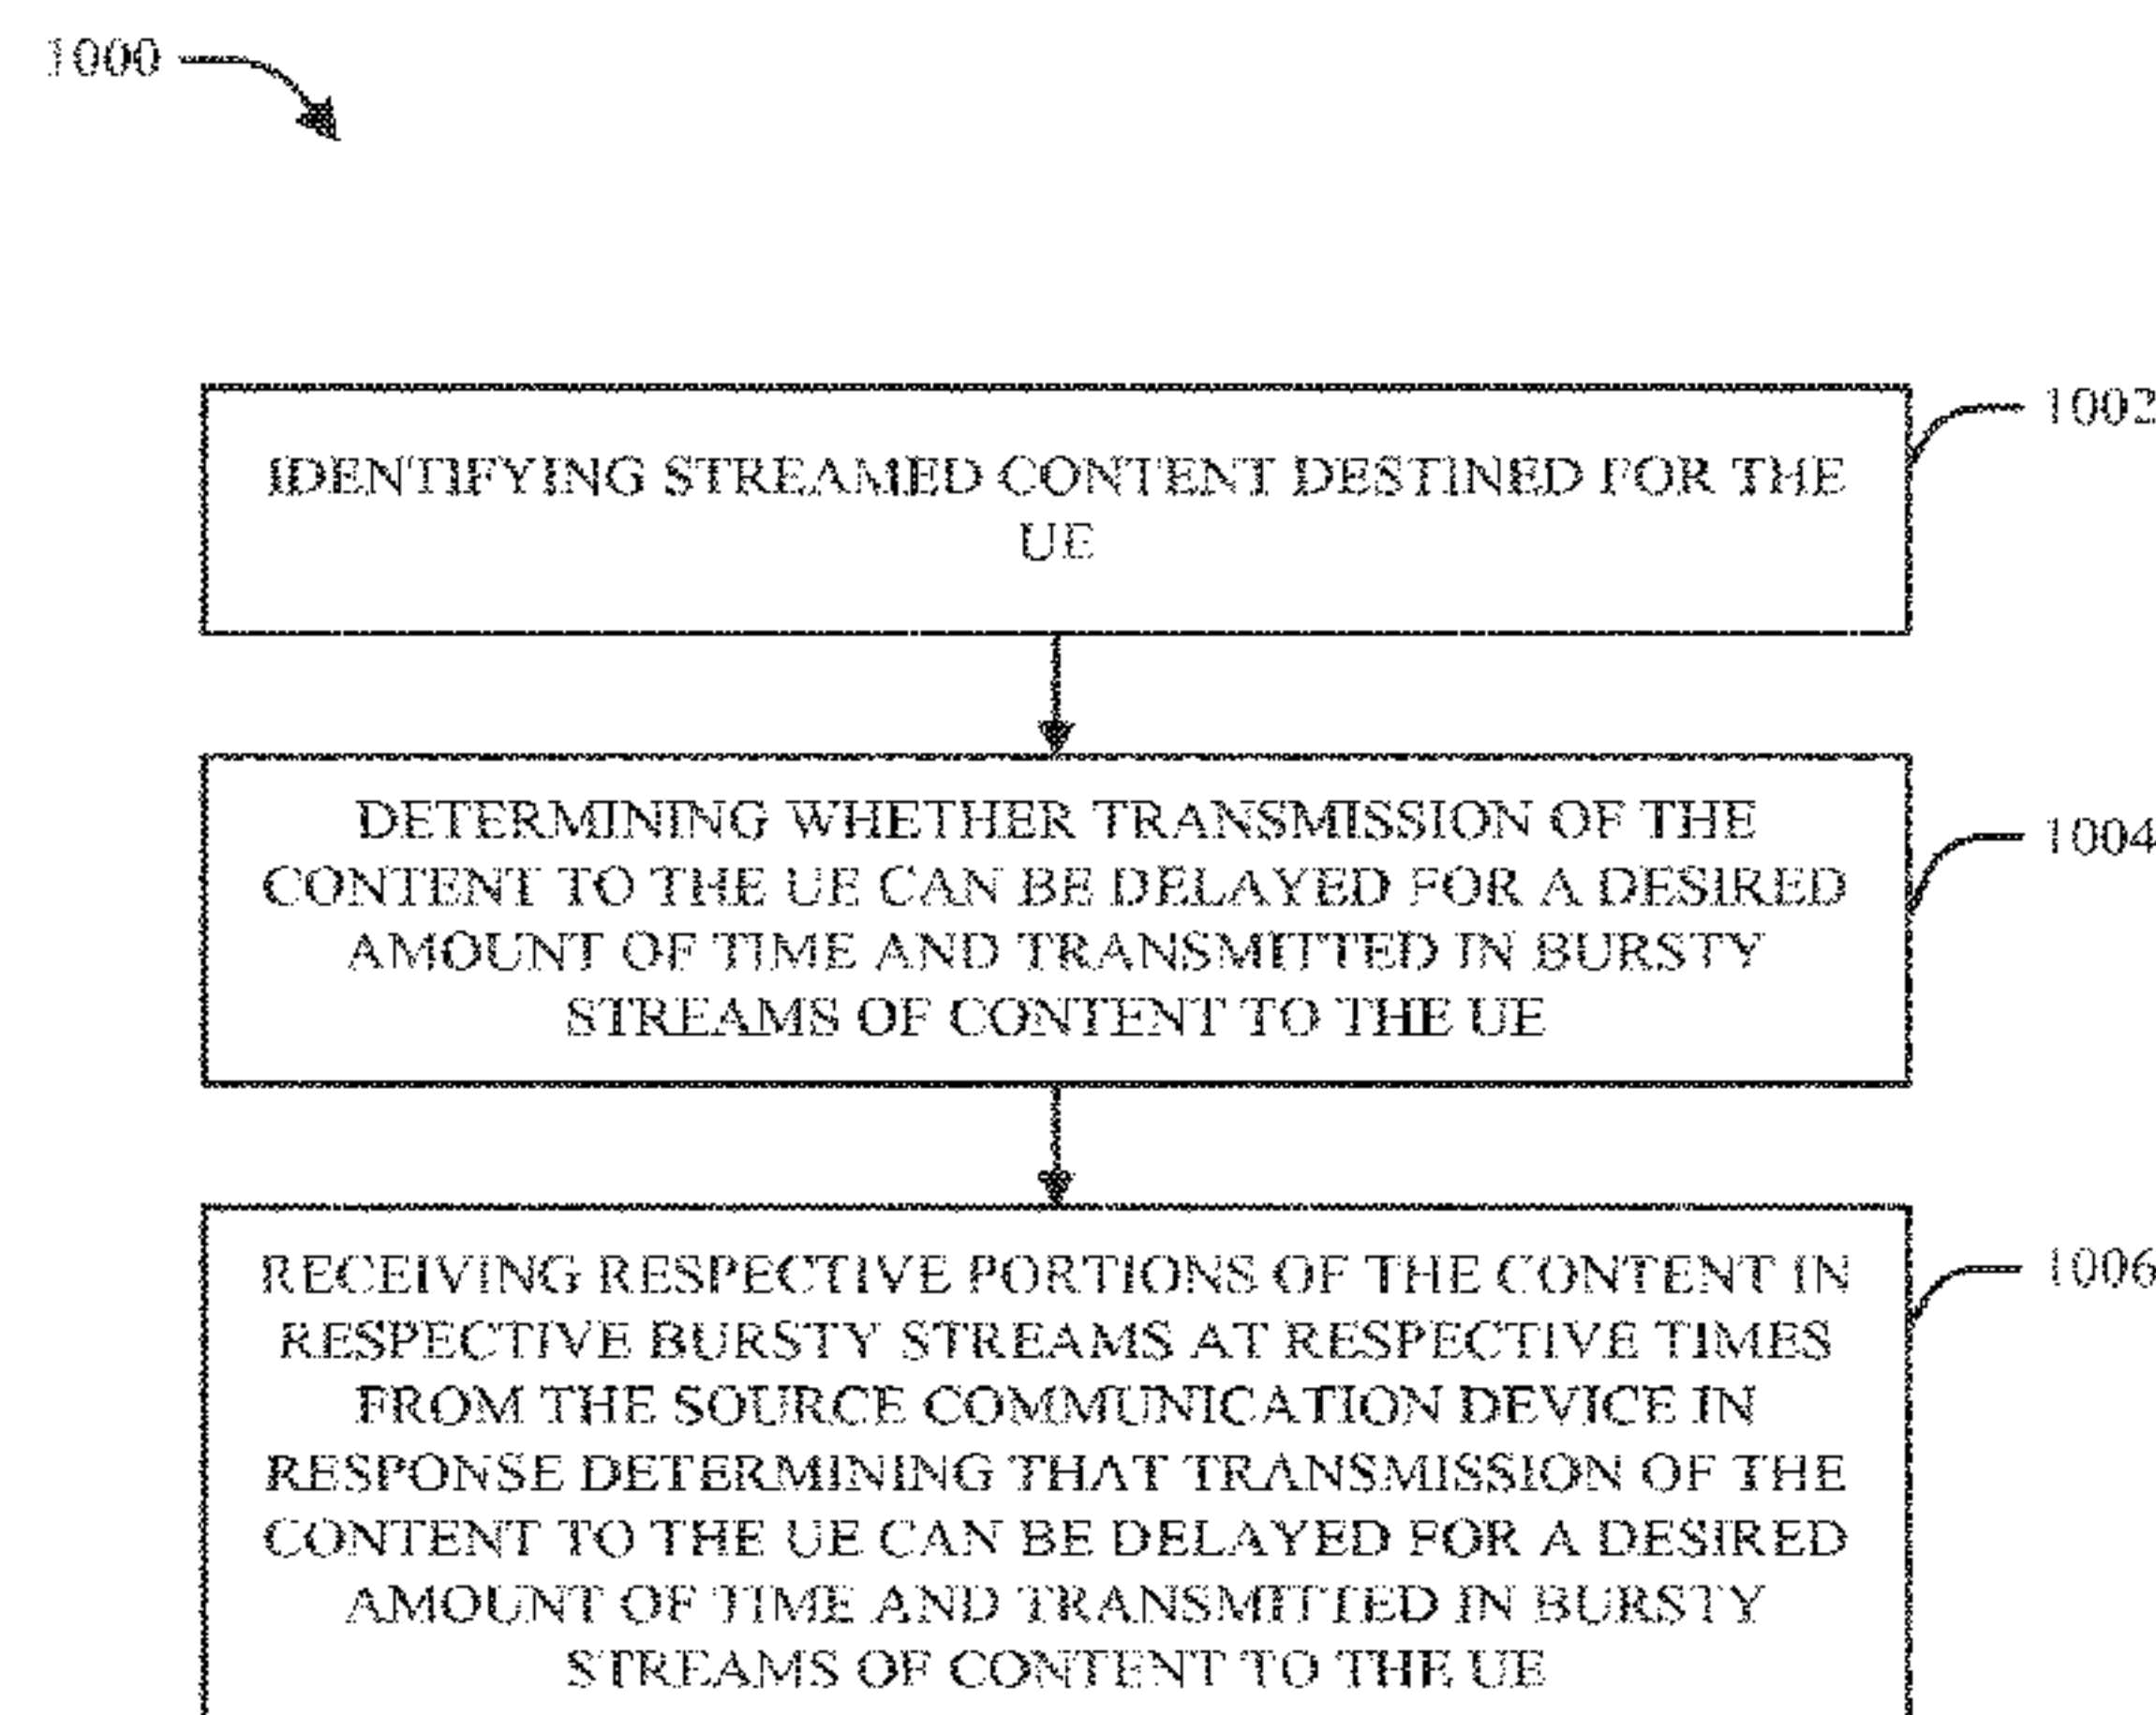 1000
1002
IDENTIFYING STREAMED CONTENT DESTINED FOR THE
UE
1004
DETERMINING WHETHER TRANSMISSION OF THE
CONTENT TO THE UE CAN BE DELAYED FOR A DESIRED
AMOUNT OF TIME AND TRANSMITTED IN BURSTY
STREAMS OF CONTENT TO THE UE
1006
RECEIVING RESPECTIVE PORTIONS OF THE CONTENT IN
RESPECTIVE BURSTY STREAMS AT RESPECTIVE TIMES
FROM THE SOURCE COMMUNICATION DEVICE IN
RESPONSE DETERMINING THAT TRANSMISSION OF THE
CONTENT TO THE UE CAN BE DELAYED FOR A DESIRED
AMOUNT OF TIME AND TRANSMITTED IN BURSTY
STREAMS OF CONTENT TO THE UE